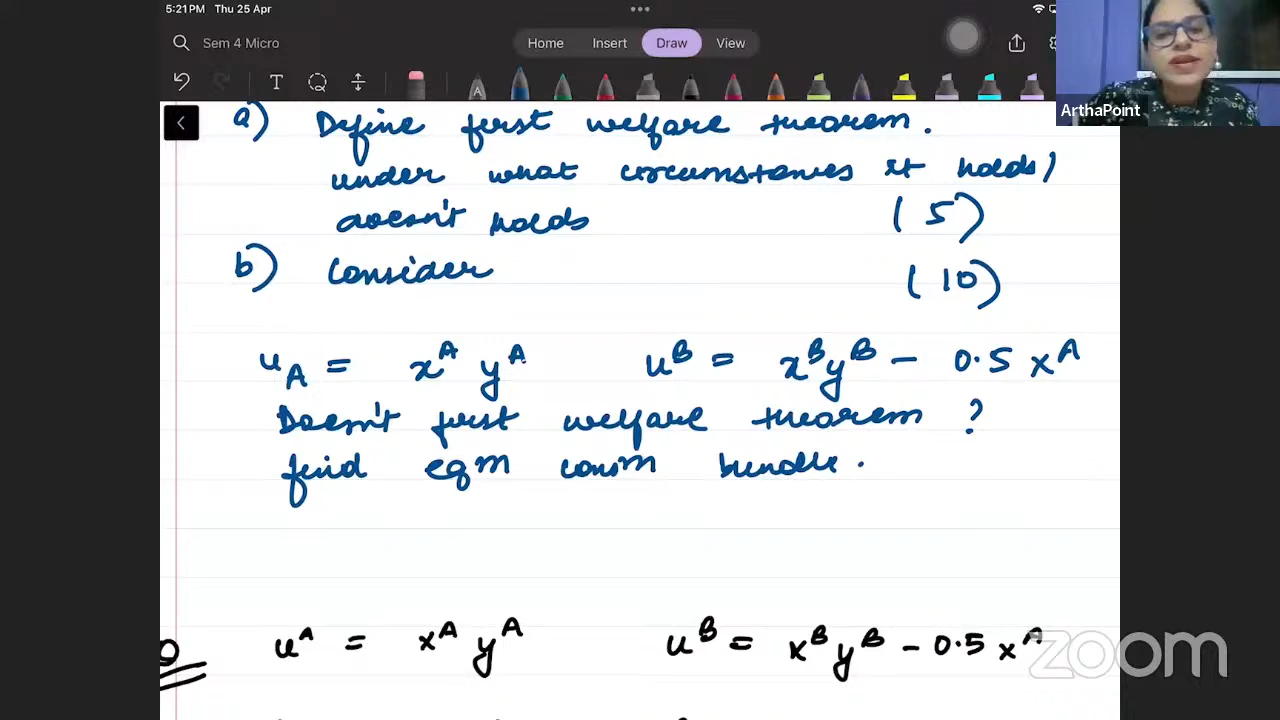 5:21 PM Thu 25 Apr
Sem 4 Micro
Home Insert Draw View
ArthaPoint
a) Define first welfare theorem.
under what circumstances it holds/
doesn't holds (5)
b) Consider (10)
u_A = x^A y^A u^B = x^B y^B - 0.5 x^A
Doesn't first welfare theorem ?
find eqm consm bundle.
u^A = x^A y^A u^B = x^B y^B - 0.5 x^A
zoom